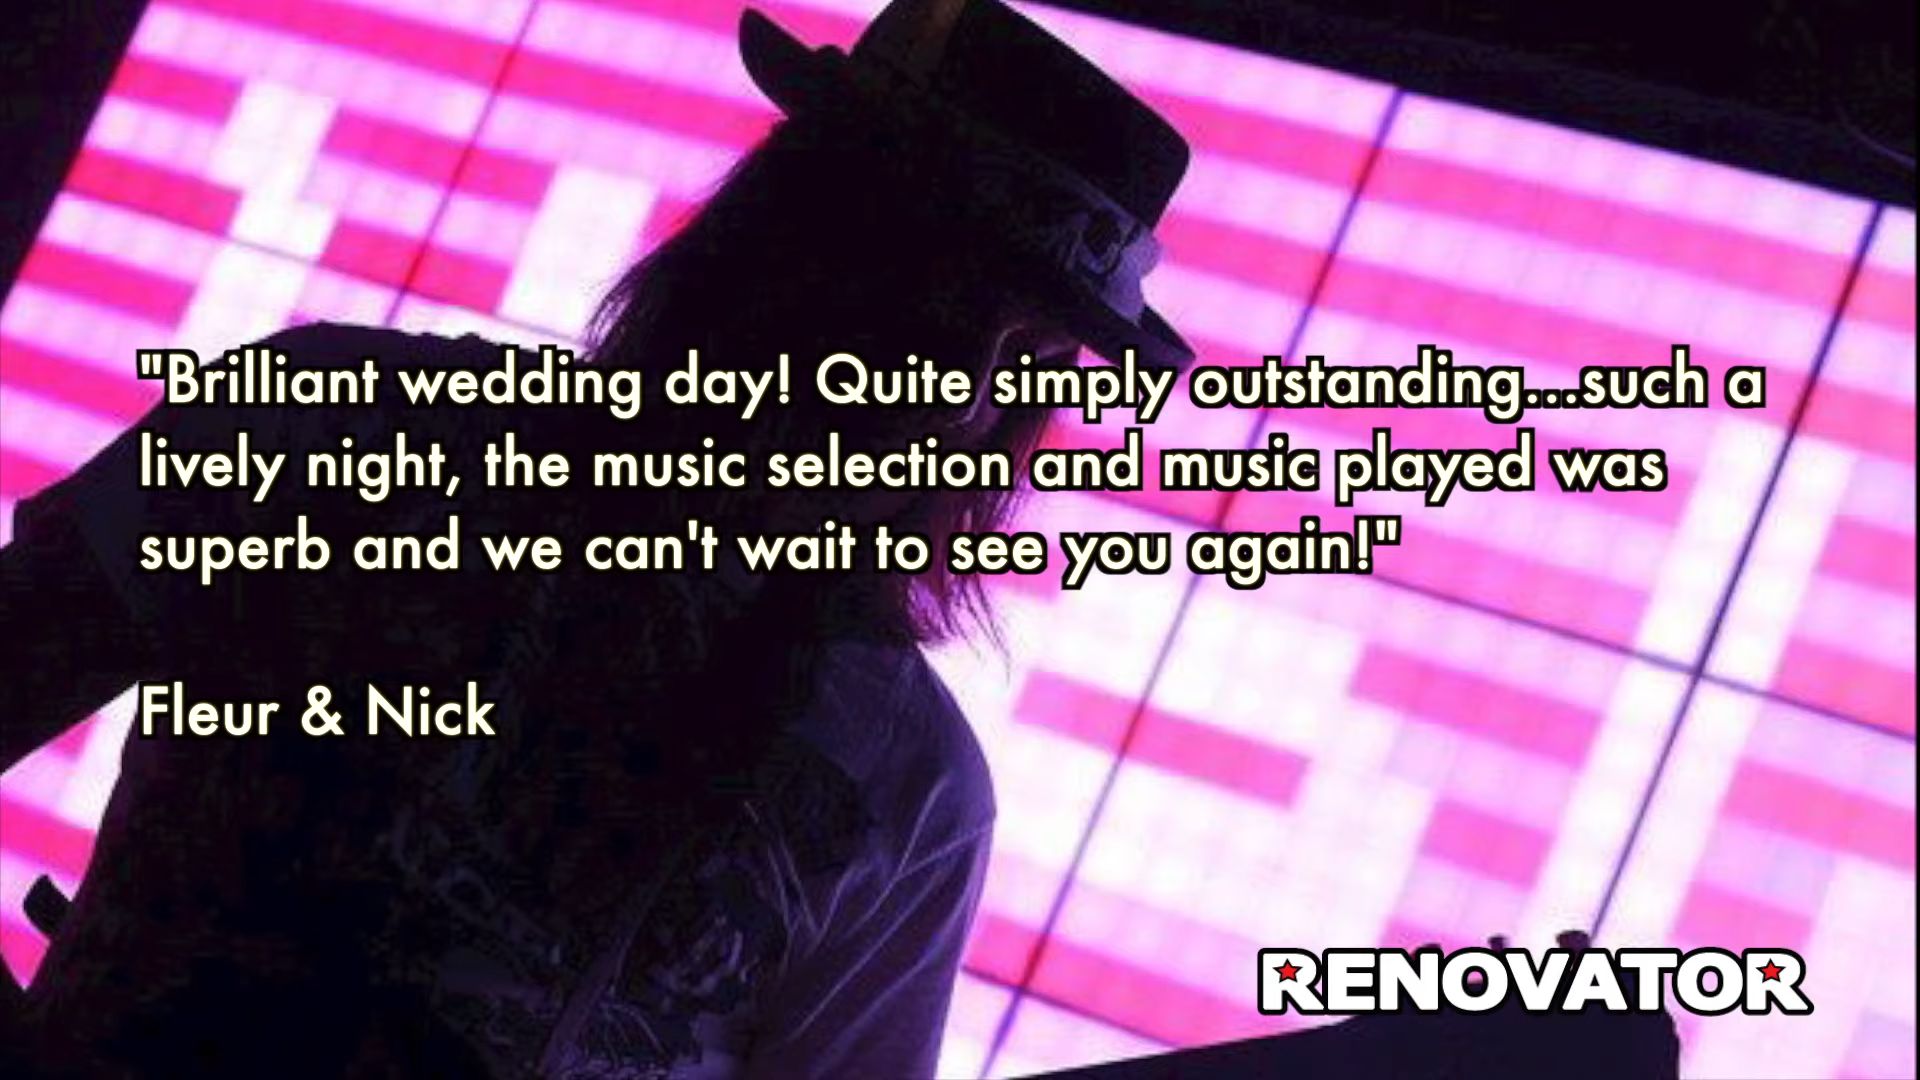 "Brilliant wedding day! Quite simply outstanding...such a
lively night, the music selection and music played was
superb and we can't wait to see you again!"
Fleur & Nick
RENOVATOR